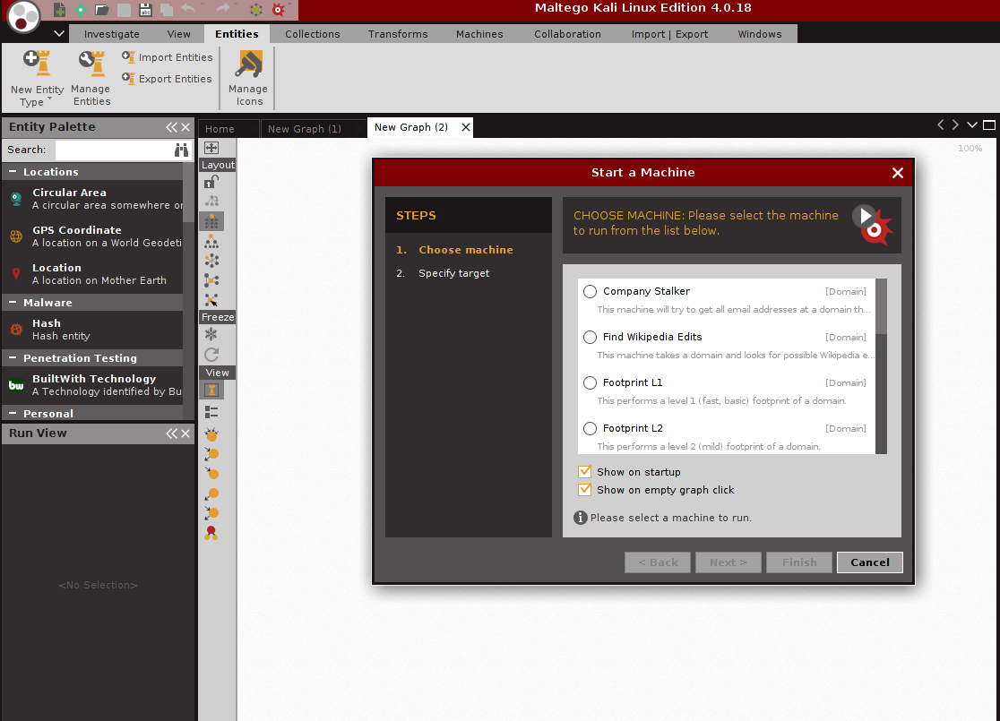 Maltego Kali Linux Edition 4.0.18
Investigate View Entities Collections Transforms Machines Collaboration Import | Export Windows
New Entity Type
Manage Entities
Import Entities
Export Entities
Manage Icons
Entity Palette
Search:
Locations
Circular Area
A circular area somewhere or
GPS Coordinate
A location on a World Geodeti
Location
A location on Mother Earth
Malware
Hash
Hash entity
Penetration Testing
bw
BuiltWith Technology
A Technology identified by Bu
Personal
Run View
<No Selection>
Home New Graph (1) New Graph (2)
100%
Layout
Freeze
View
Start a Machine
STEPS
1. Choose machine
2. Specify target
CHOOSE MACHINE: Please select the machine
to run from the list below.
Company Stalker [Domain]
This machine will try to get all email addresses at a domain th...
Find Wikipedia Edits [Domain]
This machine takes a domain and looks for possible Wikipedia e...
Footprint L1 [Domain]
This performs a level 1 (fast, basic) footprint of a domain.
Footprint L2 [Domain]
This performs a level 2 (mild) footprint of a domain.
Show on startup
Show on empty graph click
Please select a machine to run.
< Back Next > Finish Cancel